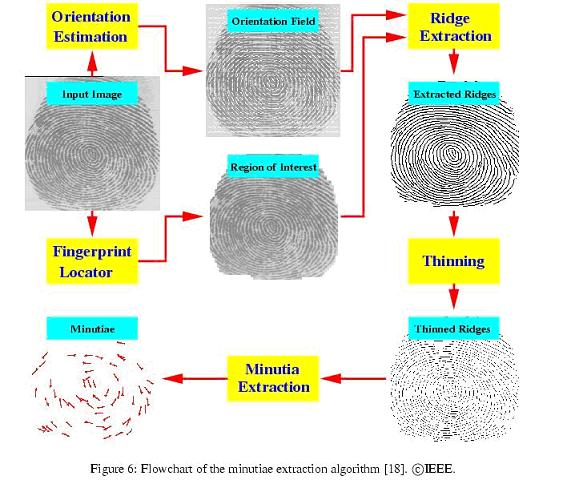 Orientation
Estimation
Orientation Field
Ridge
Extraction
Input Image
Extracted Ridges
Region of Interest
Fingerprint
Locator
Thinning
Minutiae
Thinned Ridges
Minutia
Extraction
Figure 6: Flowchart of the minutiae extraction algorithm [18]. ©IEEE.